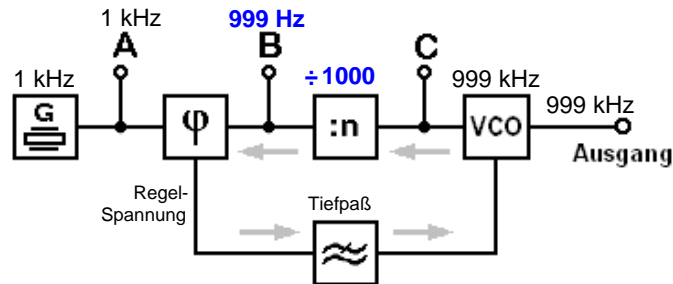 1 kHz
999 Hz
A
B
C
1 kHz
÷1000
999 kHz
999 kHz
G
φ
:n
VCO
Ausgang
Regel-
Spannung
Tiefpaß